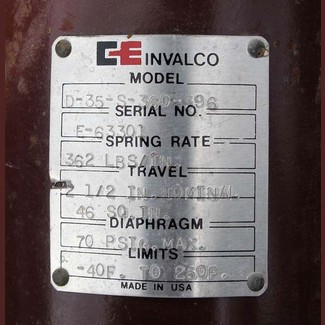 CE INVALCO
MODEL
D-35-S-
SERIAL NO.
E-63301
SPRING RATE
362 LBS/IN.
TRAVEL
2 1/2 IN. NOMINAL
46 SQ.IN.
DIAPHRAGM
70 PSIG.MAX.
LIMITS
-40F. TO 250F.
MADE IN USA